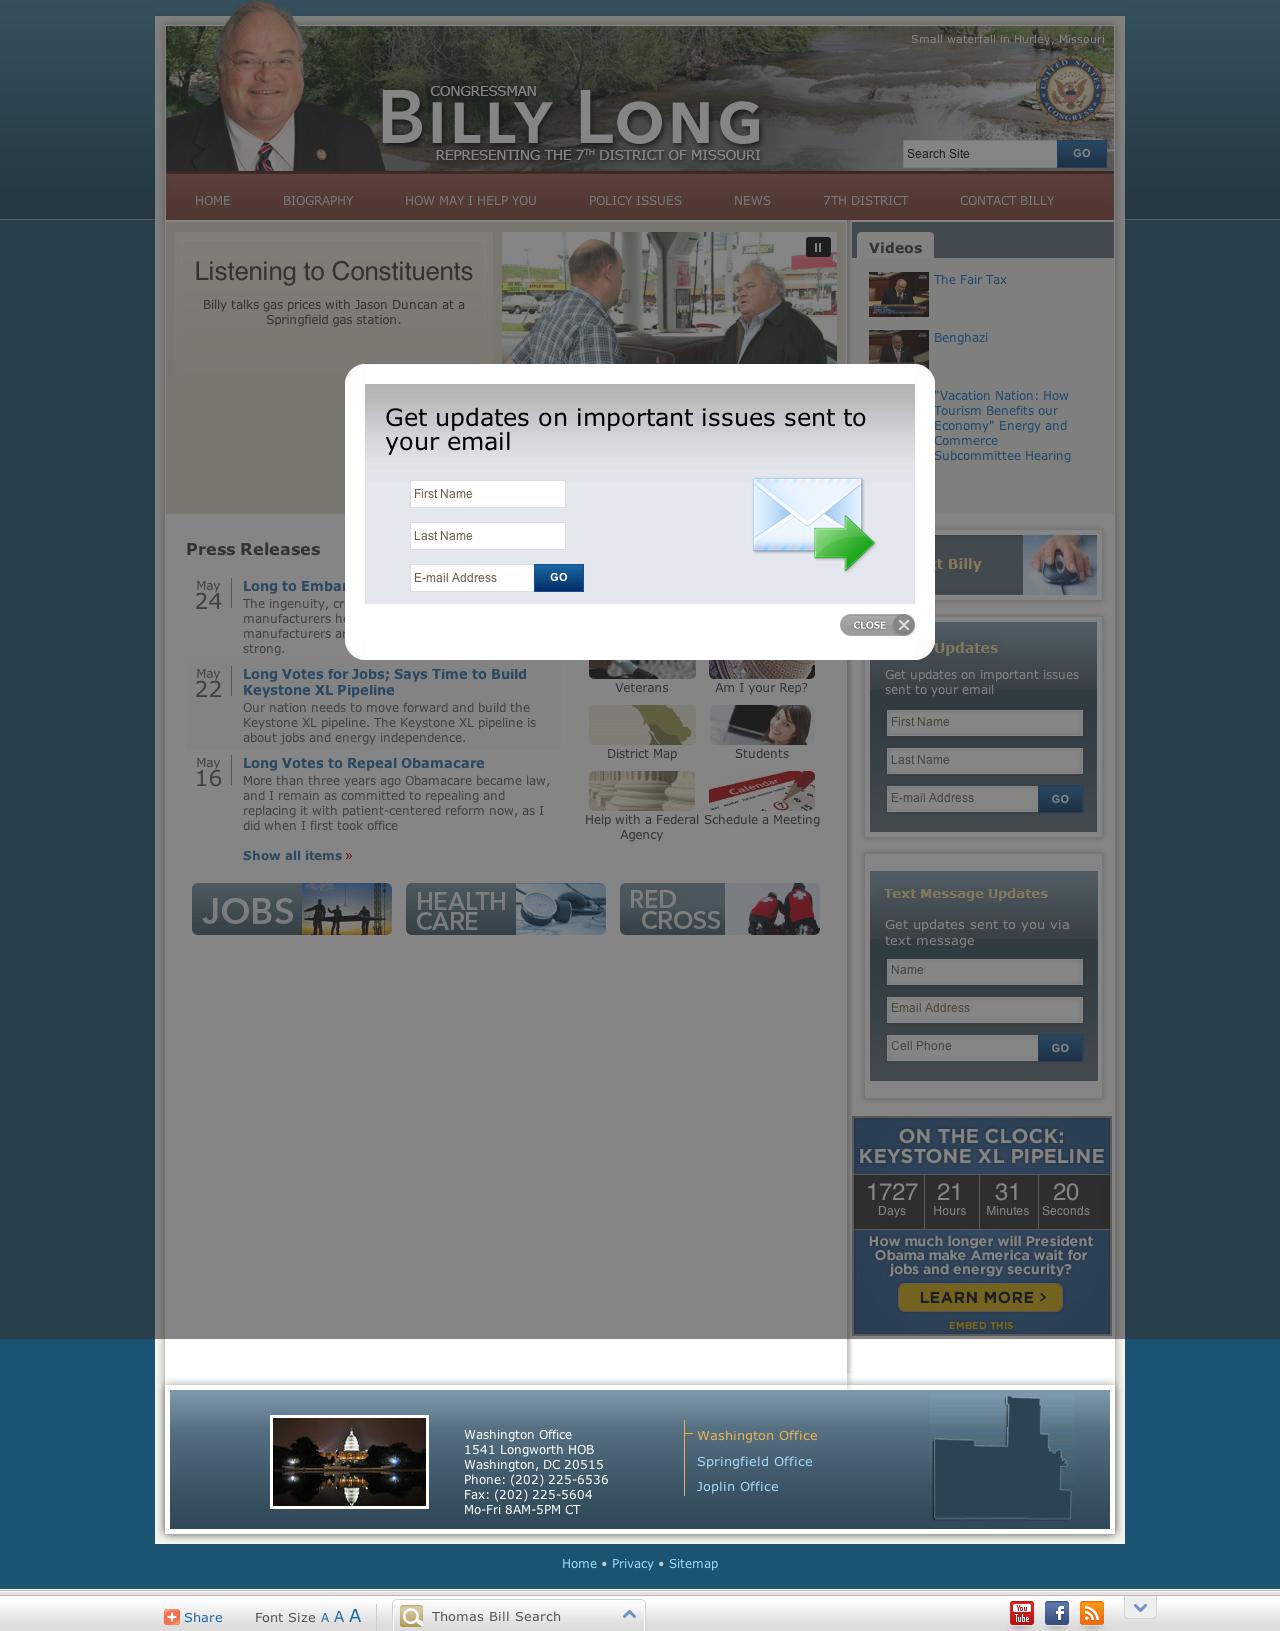 Small waterfall in Hurley, Missouri
CONGRESSMAN
BILLY LONG
REPRESENTING THE 7TH DISTRICT OF MISSOURI
UNITED STATES
CONGRESS
Search Site
GO
HOME
BIOGRAPHY
HOW MAY I HELP YOU
POLICY ISSUES
NEWS
7TH DISTRICT
CONTACT BILLY
Listening to Constituents
Billy talks gas prices with Jason Duncan at a
Springfield gas station.
Videos
The Fair Tax
Benghazi
"Vacation Nation: How
Tourism Benefits our
Economy" Energy and
Commerce
Subcommittee Hearing
Get updates on important issues sent to
your email
First Name
Last Name
E-mail Address
GO
CLOSE
Press Releases
May
24
Long to
The ingenuity,
manufacturers
manufacturers
strong.
May
22
Long Votes for Jobs; Says Time to Build
Keystone XL Pipeline
Our nation needs to move forward and build the
Keystone XL pipeline. The Keystone XL pipeline is
about jobs and energy independence.
May
16
Long Votes to Repeal Obamacare
More than three years ago Obamacare became law,
and I remain as committed to repealing and
replacing it with patient-centered reform now, as I
did when I first took office
Show all items »
Veterans
Am I your Rep?
District Map
Students
Calendar
Help with a Federal
Agency
Schedule a Meeting
JOBS
HEALTH
CARE
RED
CROSS
Billy
Updates
Get updates on important issues
sent to your email
First Name
Last Name
E-mail Address
GO
Text Message Updates
Get updates sent to you via
text message
Name
Email Address
Cell Phone
GO
ON THE CLOCK:
KEYSTONE XL PIPELINE
1727
Days
21
Hours
31
Minutes
20
Seconds
How much longer will President
Obama make America wait for
jobs and energy security?
LEARN MORE >
EMBED THIS
Washington Office
1541 Longworth HOB
Washington, DC 20515
Phone: (202) 225-6536
Fax: (202) 225-5604
Mo-Fri 8AM-5PM CT
Washington Office
Springfield Office
Joplin Office
Home • Privacy • Sitemap
Share
Font Size A A A
Thomas Bill Search
You
Tube
f